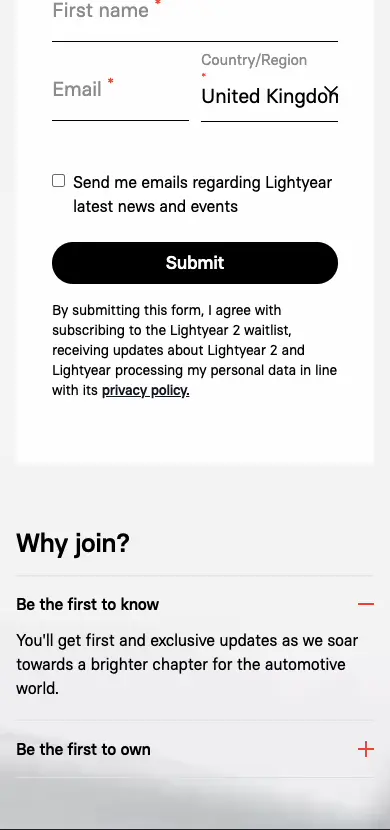 First name *
Country/Region
*
Email *
United Kingdom
Send me emails regarding Lightyear
latest news and events
Submit
By submitting this form, I agree with
subscribing to the Lightyear 2 waitlist,
receiving updates about Lightyear 2 and
Lightyear processing my personal data in line
with its privacy policy.
Why join?
Be the first to know
You'll get first and exclusive updates as we soar
towards a brighter chapter for the automotive
world.
Be the first to own